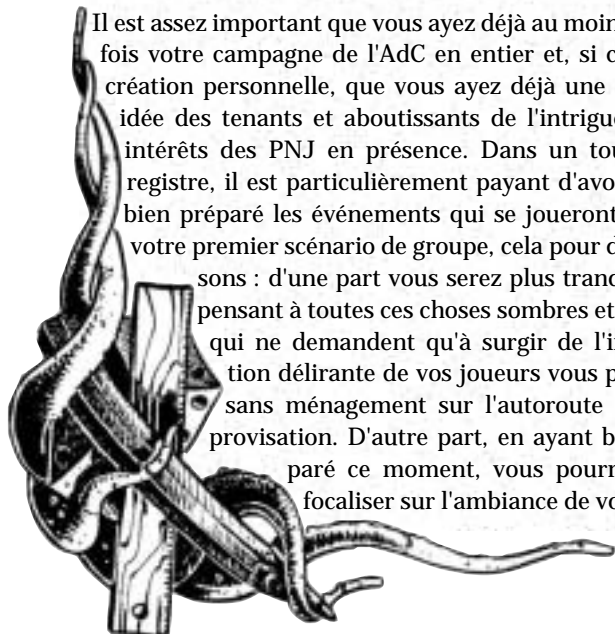 Il est assez important que vous ayez déjà au moin
fois votre campagne de l'AdC en entier et, si c
création personnelle, que vous ayez déjà une
idée des tenants et aboutissants de l'intrigu
intérêts des PNJ en présence. Dans un tou
registre, il est particulièrement payant d'avo
bien préparé les événements qui se joueront
votre premier scénario de groupe, cela pour d
sons : d'une part vous serez plus tranc
pensant à toutes ces choses sombres et
qui ne demandent qu'à surgir de l'i
tion délirante de vos joueurs vous p
sans ménagement sur l'autoroute
provisation. D'autre part, en ayant b
paré ce moment, vous pourr
focaliser sur l'ambiance de vo